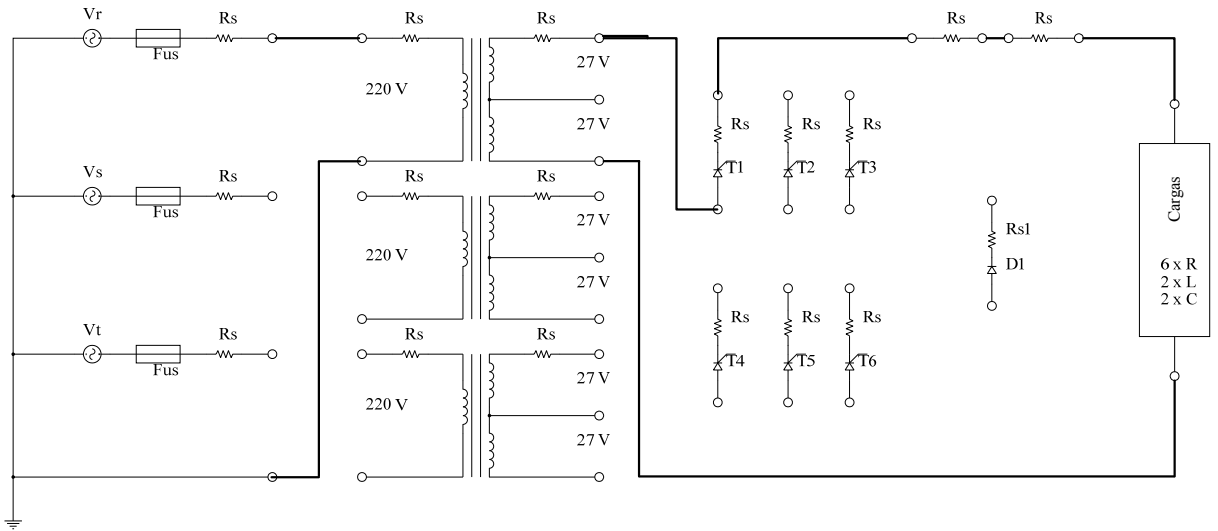 Vr
Rs
Rs
Rs
Rs
Rs
Fus
27 V
220 V
27 V
Rs
Rs
Rs
T1
T2
T3
Vs
Rs
Rs
Rs
Fus
27 V
220 V
27 V
Rs1
D1
Cargas
6 x R
2 x L
2 x C
Vt
Rs
Rs
Rs
Fus
27 V
220 V
27 V
Rs
Rs
Rs
T4
T5
T6